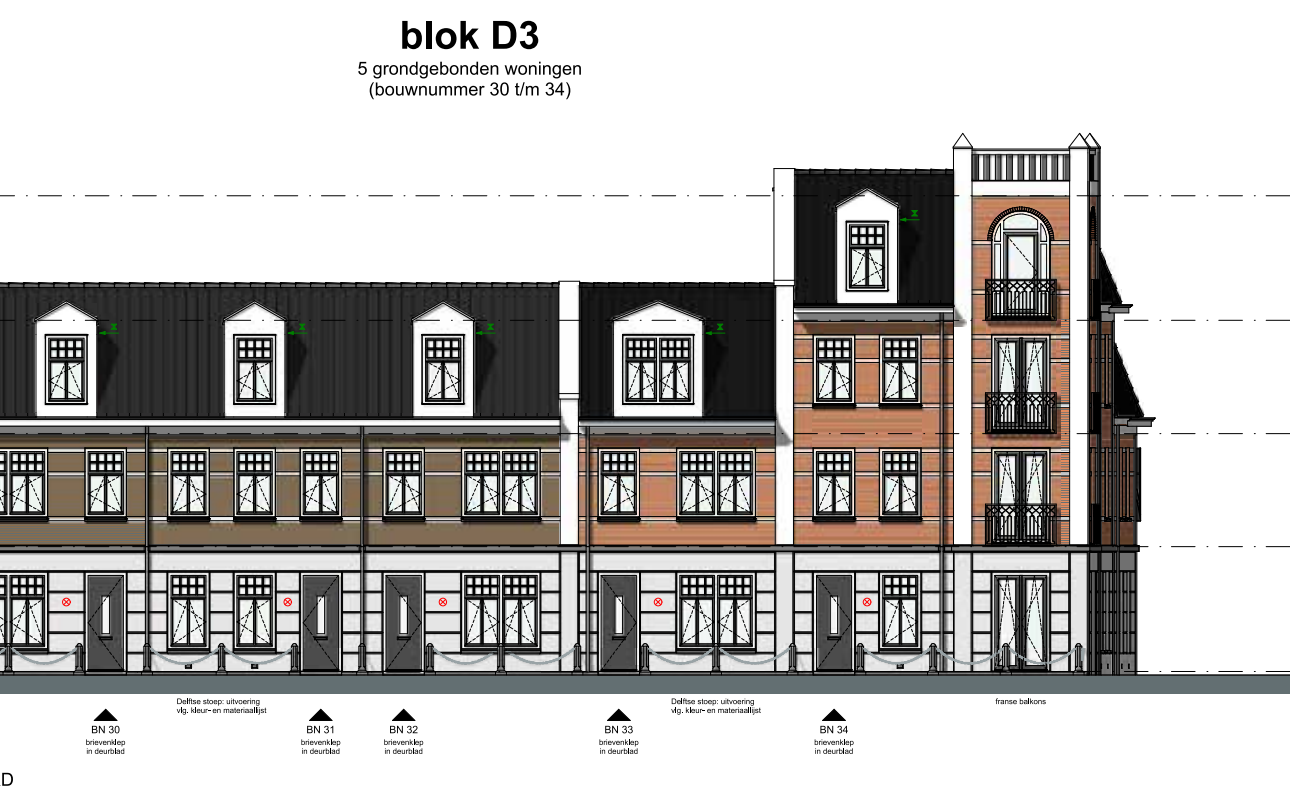 blok D3
5 grondgebonden woningen
(bouwnummer 30 t/m 34)
Delftse stoep: uitvoering
vlg. kleur- en materiaallijst
Delftse stoep: uitvoering
vlg. kleur- en materiaallijst
franse balkons
BN 30
brievenklep
in deurblad
BN 31
brievenklep
in deurblad
BN 32
brievenklep
in deurblad
BN 33
brievenklep
in deurblad
BN 34
brievenklep
in deurblad
D